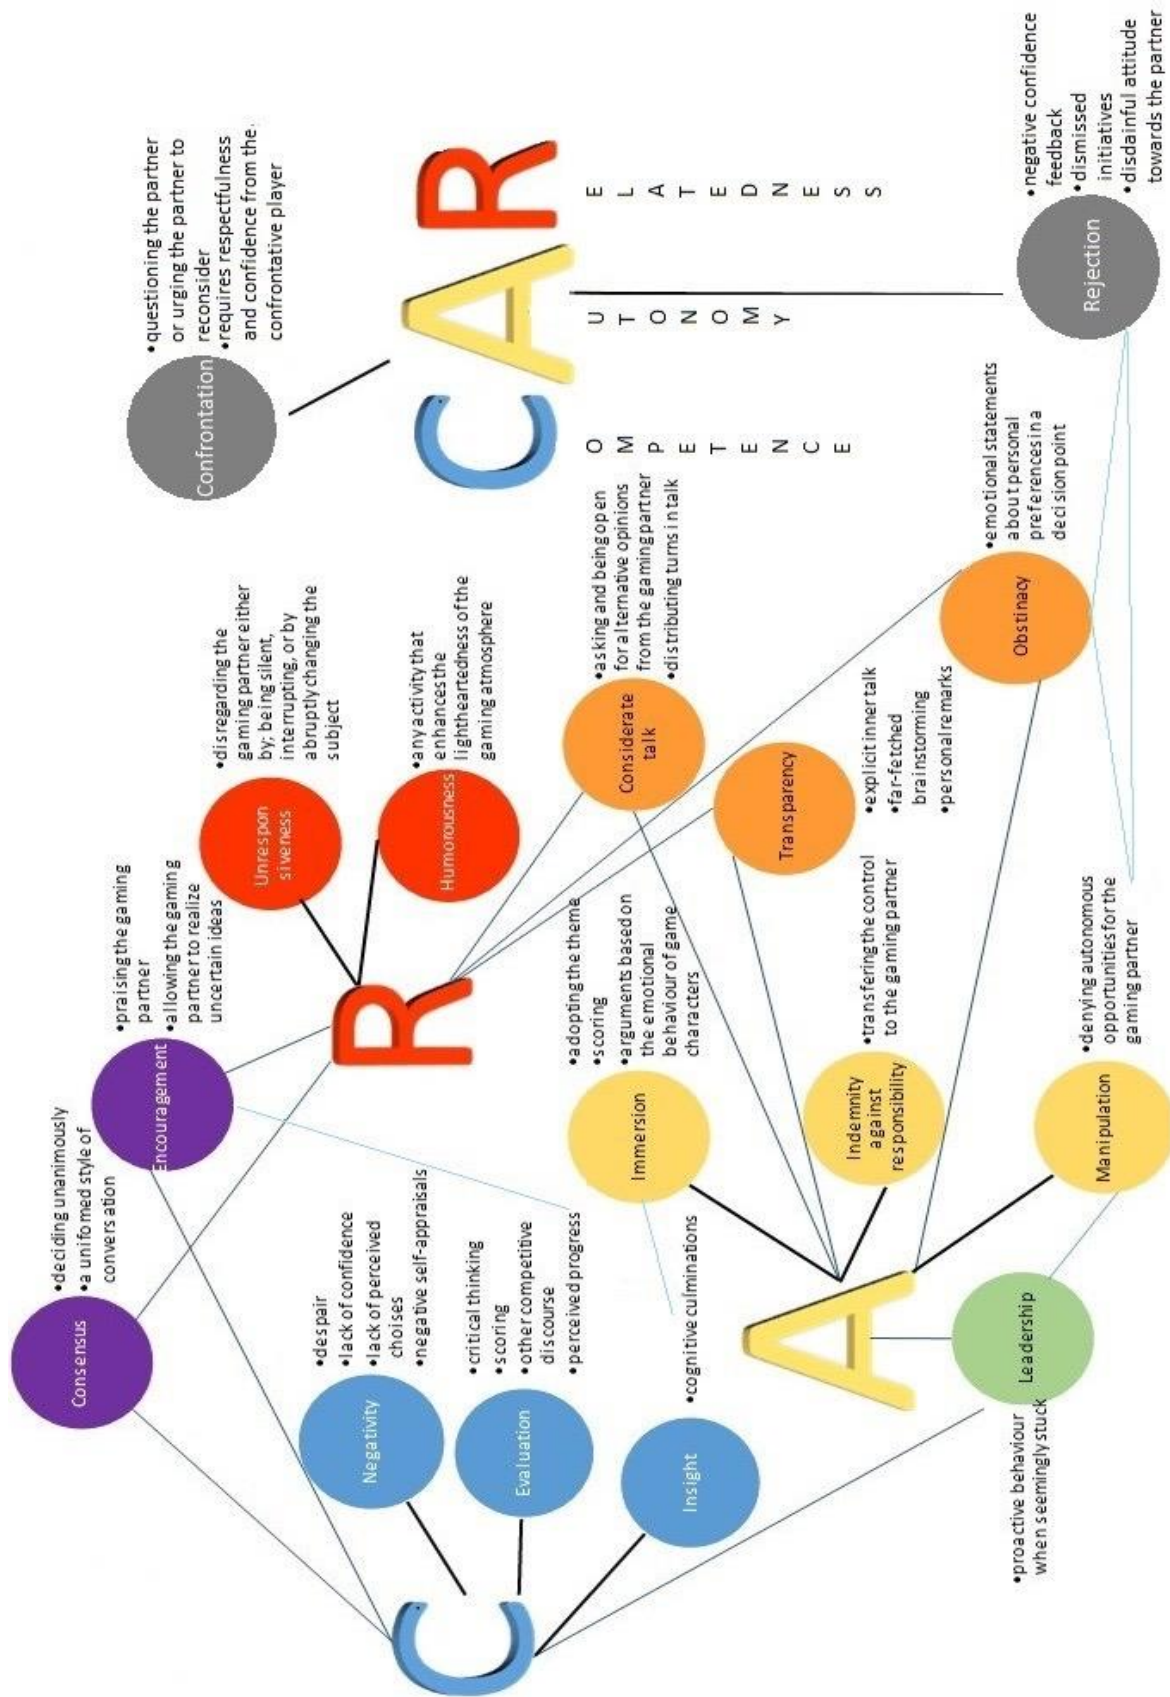 Consensus
•deciding unanimously
•a unifomed style of
conversation
Encouragement
•praising the gaming
partner
•allowing the gaming
partner to realize
uncertain ideas
Confrontation
•questioning the partner
or urging the partner to
reconsider
•requires respectfulness
and confidence from the
confrontative player
Unrespon
siveness
•disregarding the
gaming partner either
by; being silent,
interrupting, or by
abruptly changing the
subject
Humorousness
•any activity that
enhances the
lightheartedness of the
gaming atmosphere
R
C
Negativity
•despair
•lack of confidence
•lack of perceived
choises
•negative self-appraisals
Evaluation
•critical thinking
•scoring
•other competitive
discourse
•perceived progress
Insight
•cognitive culminations
CAR
COMPETENCE
AUTONOMY
RELATEDNESS
Immersion
•adopting the theme
•scoring
•arguments based on
the emotional
behaviour of game
characters
Considerate
talk
•asking and being open
for alternative opinions
from the gaming partner
•distributing turns in talk
Transparency
•explicit inner talk
•far-fetched
brainstorming
•personal remarks
A
Indemnity
against
responsibility
•transfering the control
to the gaming partner
Leadership
•proactive behaviour
when seemingly stuck
Manipulation
•denying autonomous
opportunities for the
gaming partner
Obstinacy
•emotional statements
about personal
preferences in a
decision point
Rejection
•negative confidence
feedback
•dismissed
initiatives
•disdainful attitude
towards the partner